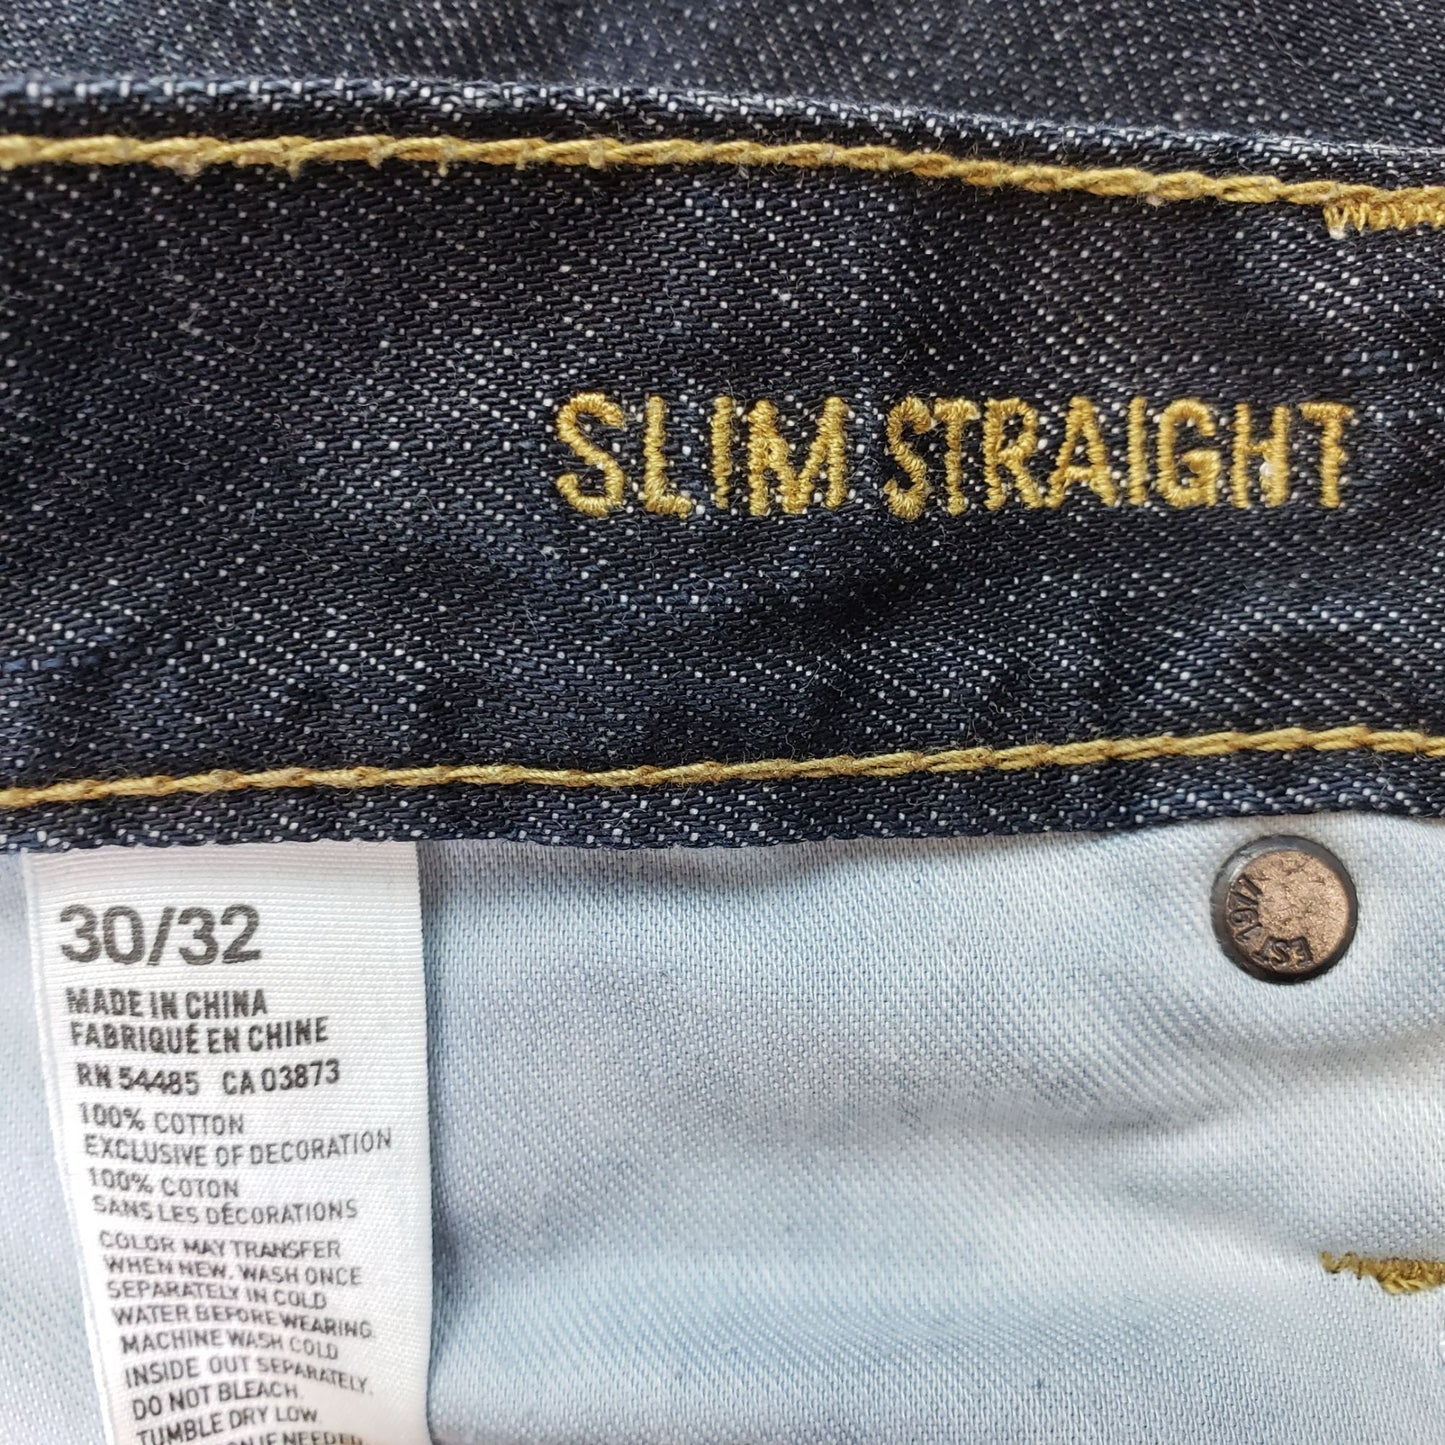 SLIM STRAIGHT
30/32
MADE IN CHINA
FABRIQUÉ EN CHINE
RN 54485 CA 03873
100% COTTON
EXCLUSIVE OF DECORATION
100% COTON
SANS LES DÉCORATIONS
COLOR MAY TRANSFER
WHEN NEW. WASH ONCE
SEPARATELY IN COLD
WATER BEFORE WEARING.
MACHINE WASH COLD
INSIDE OUT SEPARATELY.
DO NOT BLEACH.
TUMBLE DRY LOW.
IF NEEDED
EST